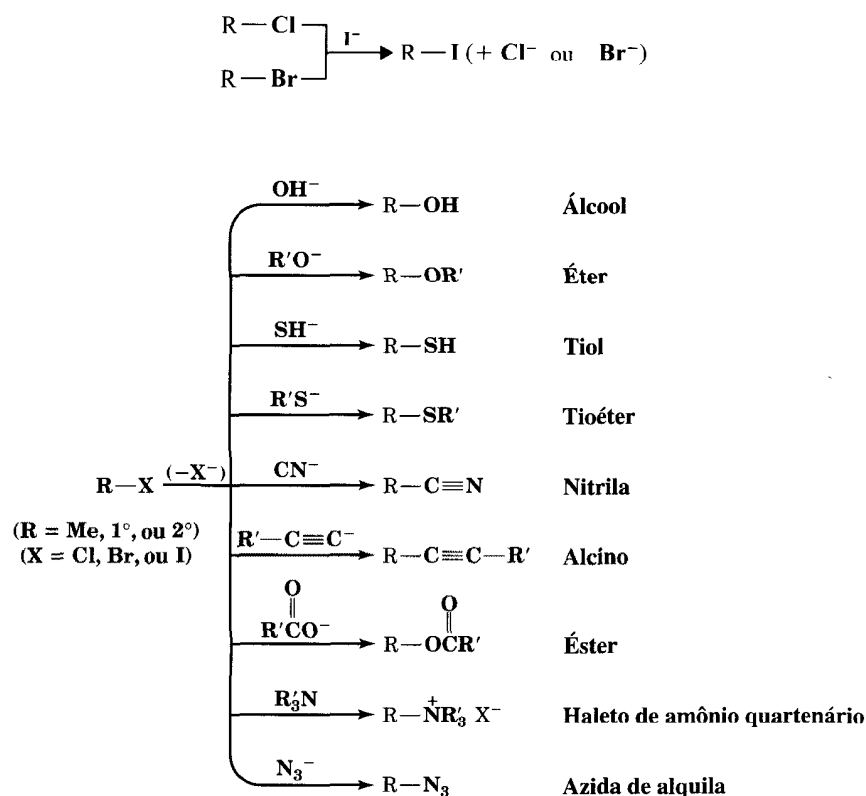 R—Cl
I⁻
R—I (+ Cl⁻ ou Br⁻)
R—Br
OH⁻
R—OH Álcool
R'O⁻
R—OR' Éter
SH⁻
R—SH Tiol
R'S⁻
R—SR' Tioéter
R—X (−X⁻) CN⁻
R—C≡N Nitrila
(R = Me, 1°, ou 2°)
(X = Cl, Br, ou I)
R'—C≡C⁻
R—C≡C—R' Alcino
O O
R'CO⁻ R—OCR' Éster
R'₃N
R—N⁺R'₃ X⁻ Haleto de amônio quartenário
N₃⁻
R—N₃ Azida de alquila